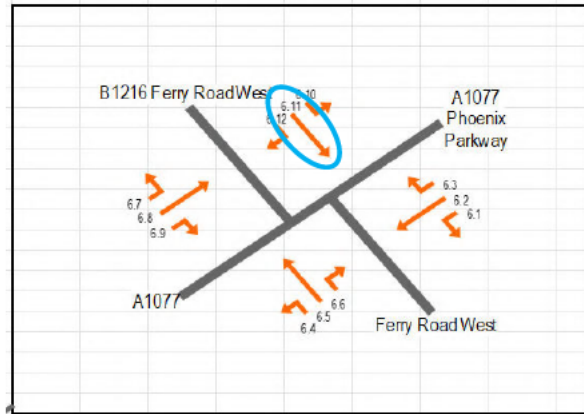 B1216 Ferry Road West
A1077
Phoenix
Parkway
6.10
6.11
6.12
6.7
6.8
6.9
6.3
6.2
6.1
A1077
6.6
6.5
6.4
Ferry Road West